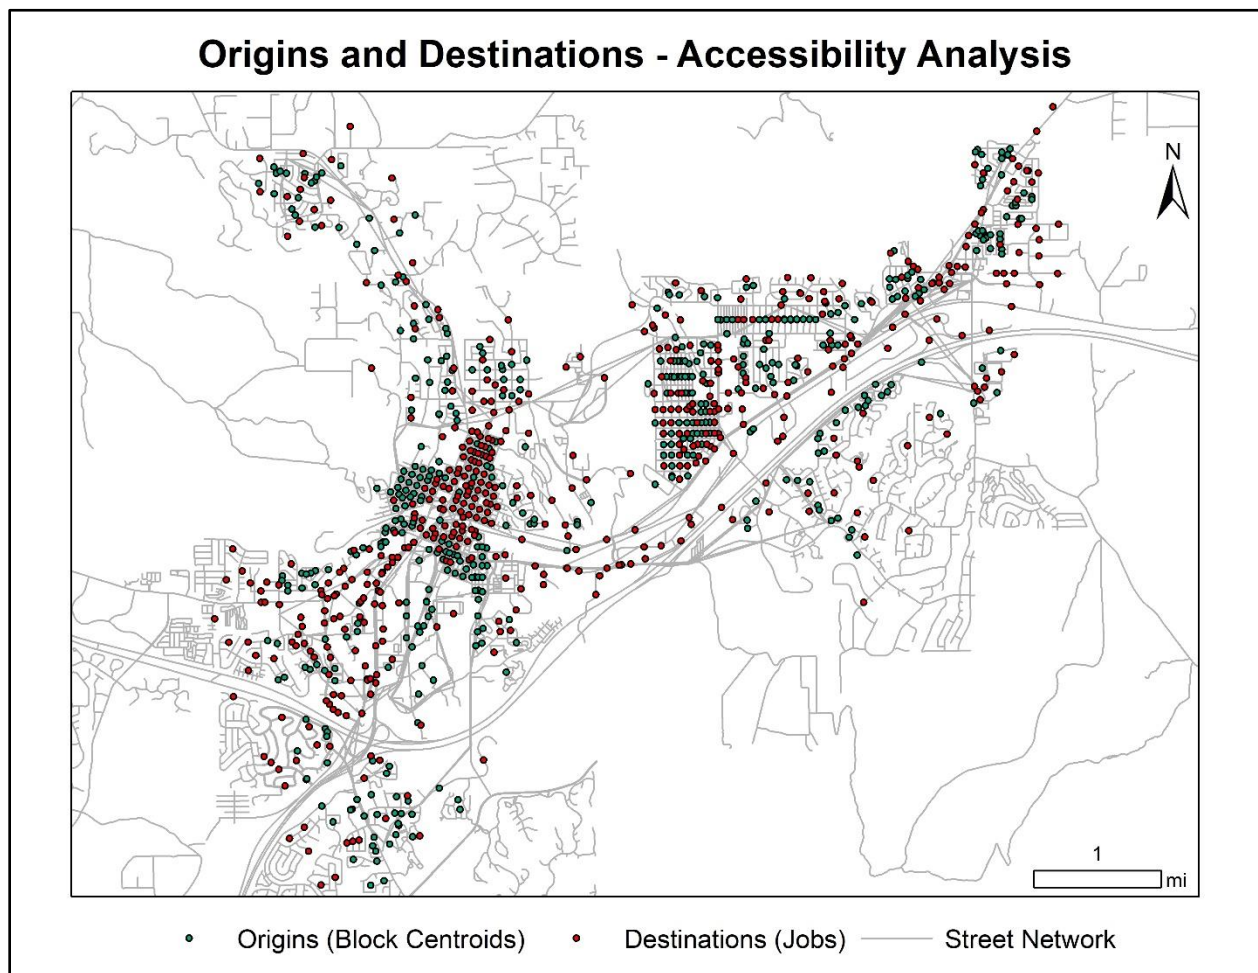 Origins and Destinations - Accessibility Analysis
N
1
mi
Origins (Block Centroids) Destinations (Jobs) Street Network